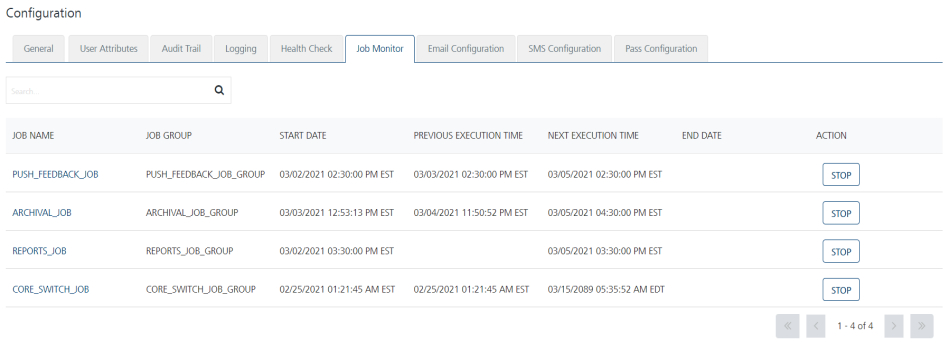 Configuration
General User Attributes Audit Trail Logging Health Check Job Monitor Email Configuration SMS Configuration Pass Configuration
Search...
JOB NAME JOB GROUP START DATE PREVIOUS EXECUTION TIME NEXT EXECUTION TIME END DATE ACTION
PUSH_FEEDBACK_JOB PUSH_FEEDBACK_JOB_GROUP 03/02/2021 02:30:00 PM EST 03/03/2021 02:30:00 PM EST 03/05/2021 02:30:00 PM EST STOP
ARCHIVAL_JOB ARCHIVAL_JOB_GROUP 03/03/2021 12:53:13 PM EST 03/04/2021 11:50:52 PM EST 03/05/2021 04:30:00 PM EST STOP
REPORTS_JOB REPORTS_JOB_GROUP 03/02/2021 03:30:00 PM EST 03/05/2021 03:30:00 PM EST STOP
CORE_SWITCH_JOB CORE_SWITCH_JOB_GROUP 02/25/2021 01:21:45 AM EST 02/25/2021 01:21:45 AM EST 03/15/2089 05:35:52 AM EDT STOP
« < 1 - 4 of 4 > »